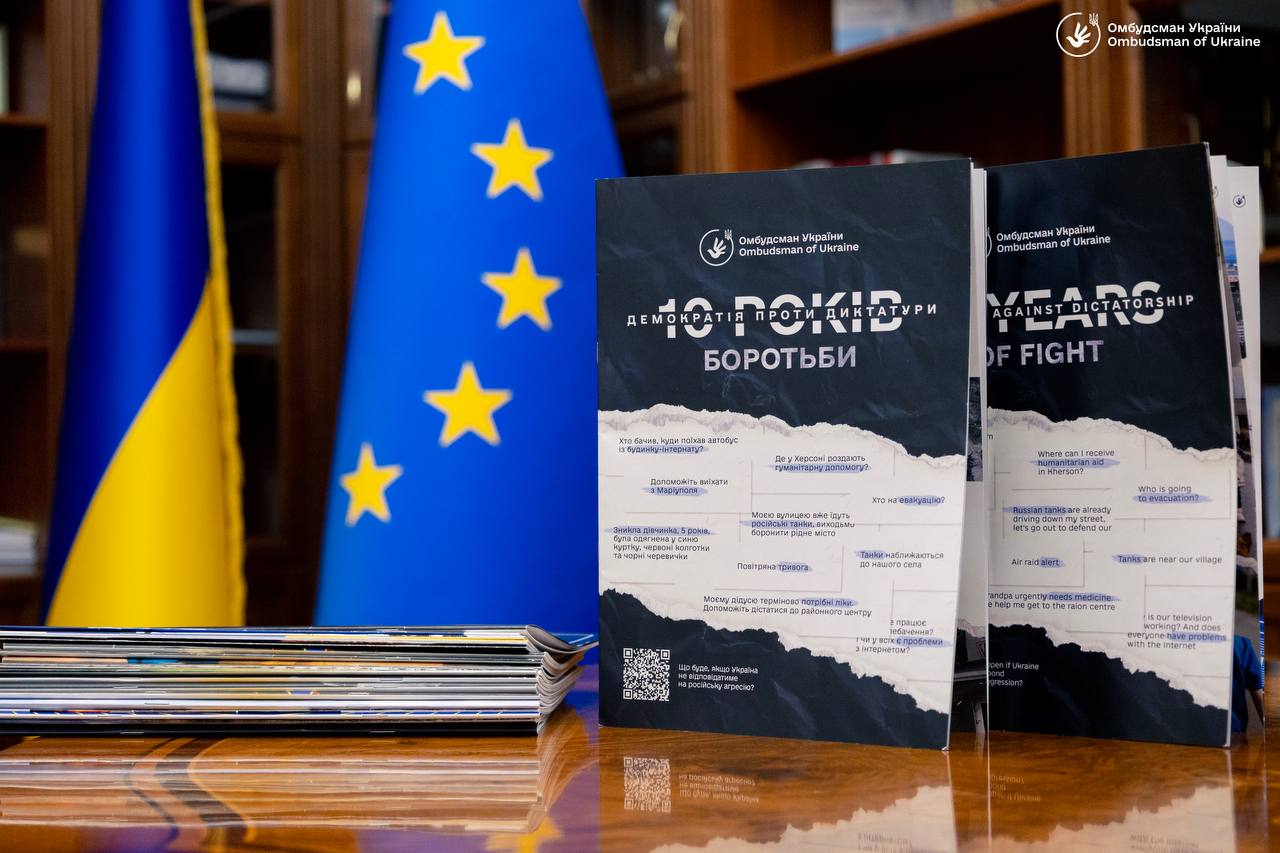 Омбудсман України
Ombudsman of Ukraine
Омбудсман України
Ombudsman of Ukraine
10 РОКІВ
ДЕМОКРАТІЯ ПРОТИ ДИКТАТУРИ
БОРОТЬБИ
Хто бачив, куди поїхав автобус
із будинку-інтернату?
Де у Херсоні роздають
гуманітарну допомогу?
Допоможіть виїхати
з Маріуполя
Хто на евакуацію?
Моєю вулицею вже їдуть
російські танки, виходьмо
боронити рідне місто
Зникла дівчинка, 5 років,
була одягнена у синю
куртку, червоні колготки
та чорні черевички
Танки наближаються
до нашого села
Повітряна тривога
Моєму дідусю терміново потрібні ліки.
Допоможіть дістатися до районного центру
е працює
І чи у всіх є проблеми
з інтернетом?
Що буде, якщо Україна
не відповідатиме
на російську агресію?
Омбудсман України
Ombudsman of Ukraine
YEARS
AGAINST DICTATORSHIP
OF FIGHT
Where can I receive
humanitarian aid
in Kherson?
Who is going
to evacuation?
Russian tanks are already
driving down my street,
let's go out to defend our
Air raid alert
Tanks are near our village
randpa urgently needs medicine.
e help me get to the raion centre
is our television
working? And does
everyone have problems
with the internet
pen if Ukraine
ond
gression?